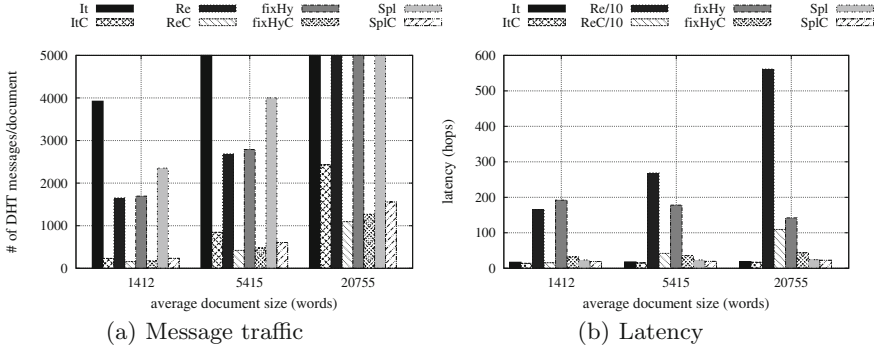 It Re fixHy Spl
ItC ReC fixHyC SplC
5000
4000
3000
2000
1000
0
# of DHT messages/document
1412 5415 20755
average document size (words)
(a) Message traffic
It Re/10 fixHy Spl
ItC ReC/10 fixHyC SplC
600
500
400
300
200
100
0
latency (hops)
1412 5415 20755
average document size (words)
(b) Latency